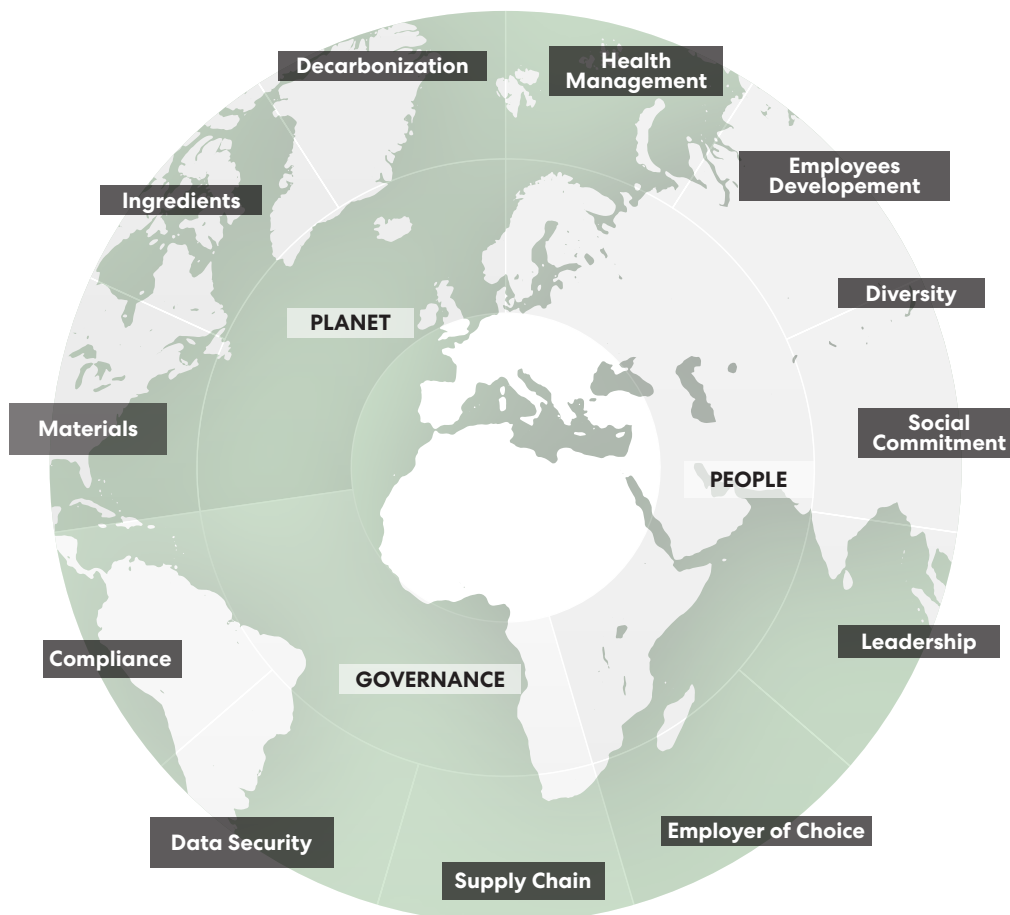 Decarbonization
Health
Management
Employees
Developement
Ingredients
Diversity
PLANET
Materials
Social
Commitment
PEOPLE
Compliance
Leadership
GOVERNANCE
Data Security
Employer of Choice
Supply Chain